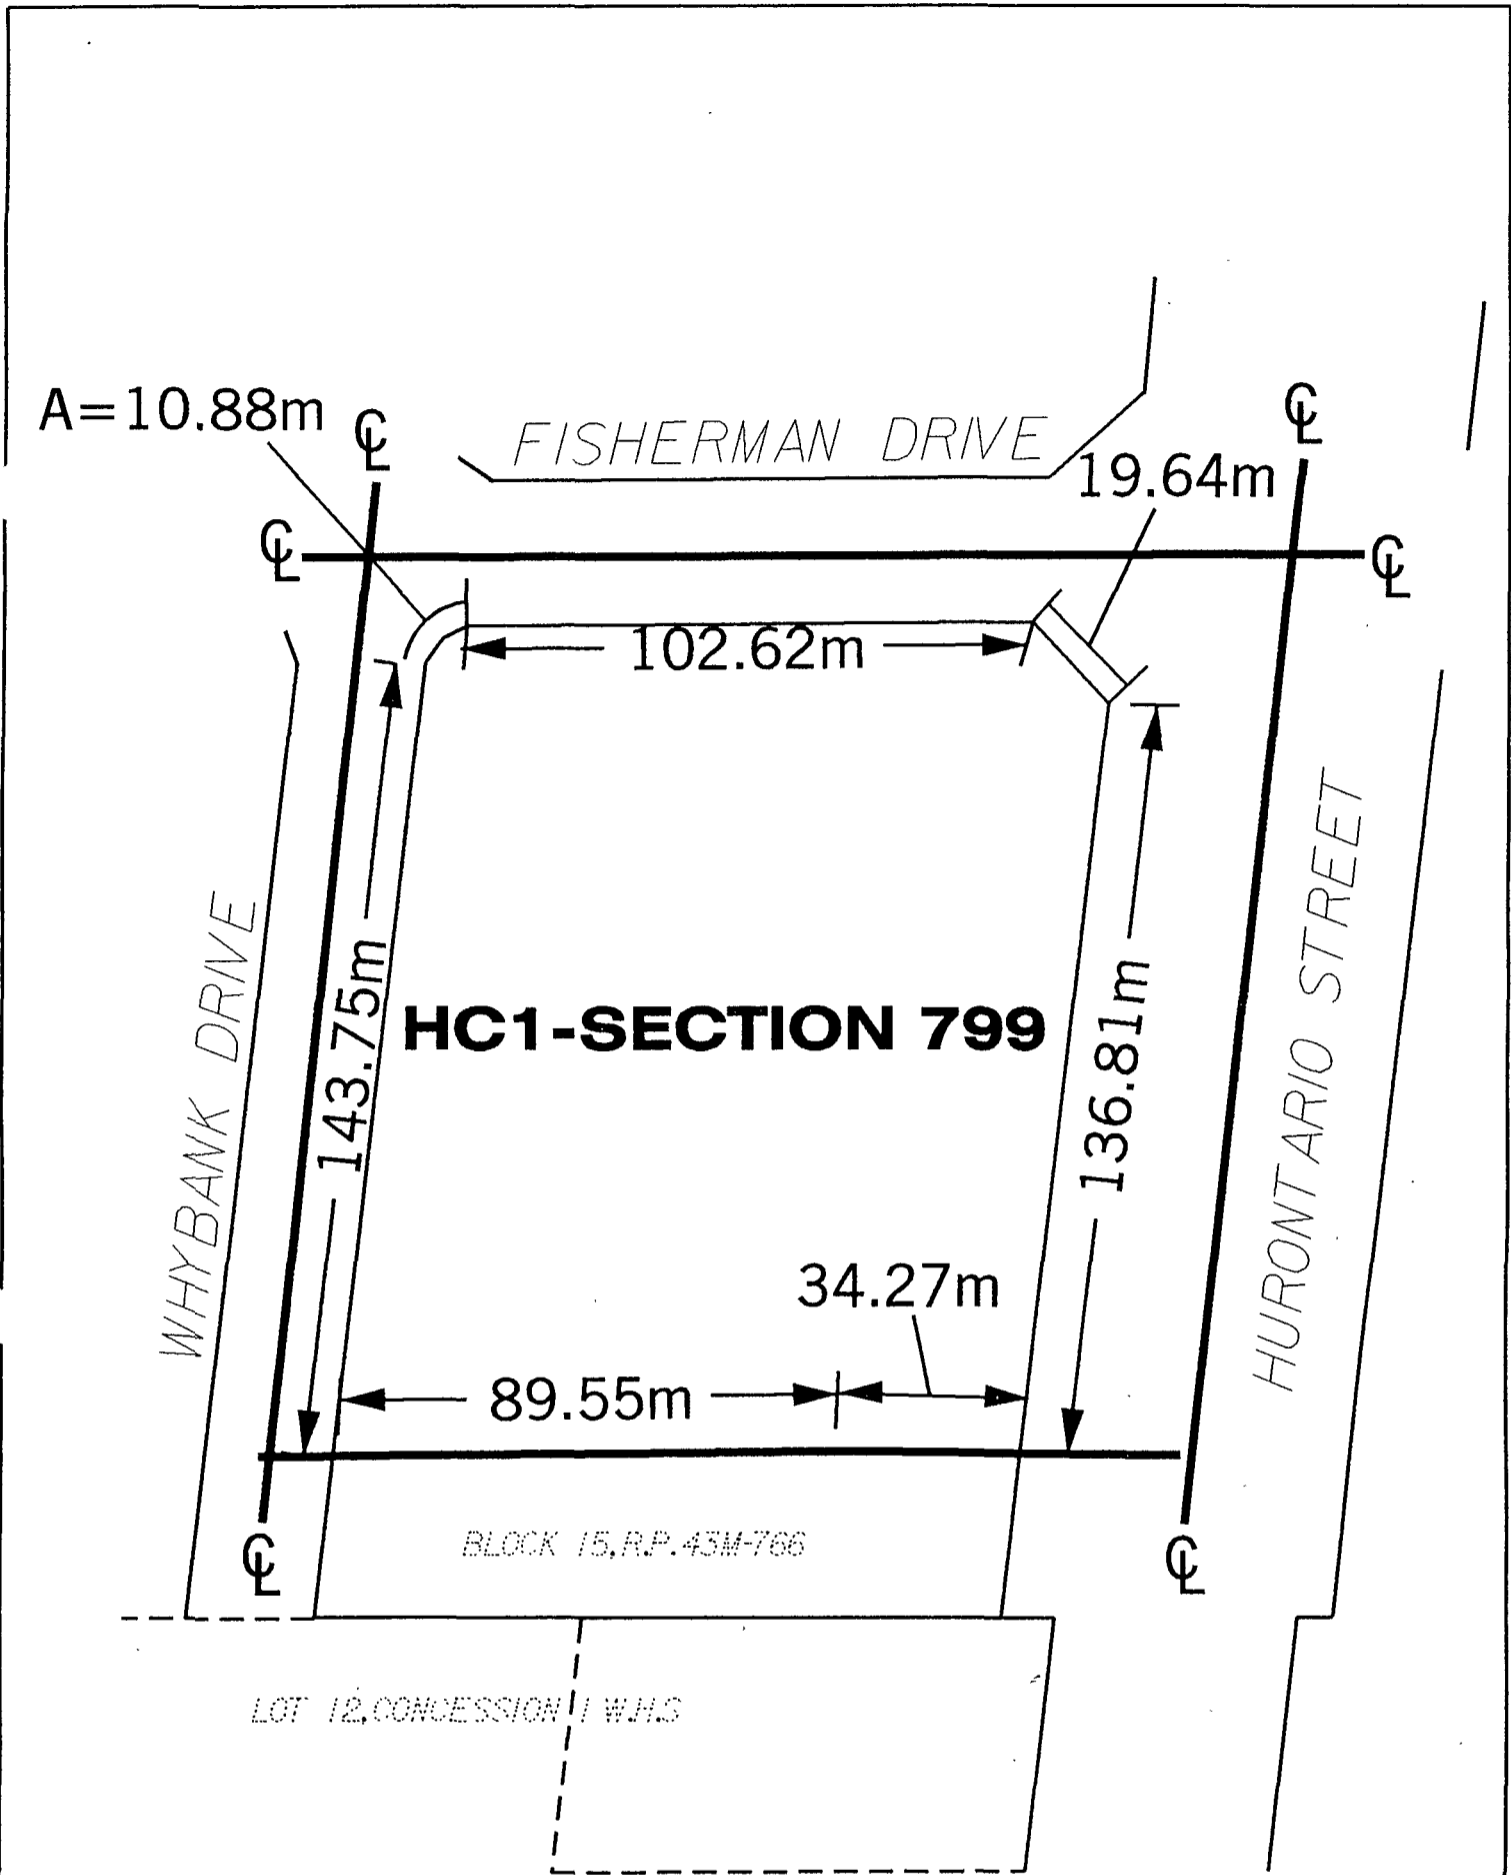 A=10.88m
℄
℄
FISHERMAN DRIVE
19.64m
℄
℄
102.62m
WHYBANK DRIVE
143.75m
HC1-SECTION 799
136.81m
HURONTARIO STREET
34.27m
89.55m
BLOCK 15, R.P. 43M-766
℄
℄
LOT 12, CONCESSION 1 W.H.S